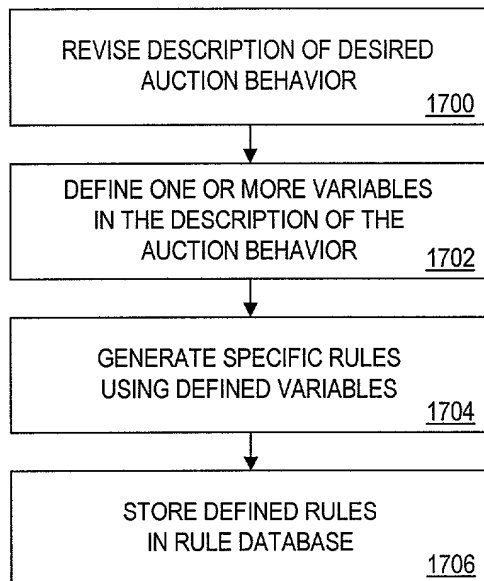 REVISE DESCRIPTION OF DESIRED
AUCTION BEHAVIOR
1700
DEFINE ONE OR MORE VARIABLES
IN THE DESCRIPTION OF THE
AUCTION BEHAVIOR
1702
GENERATE SPECIFIC RULES
USING DEFINED VARIABLES
1704
STORE DEFINED RULES
IN RULE DATABASE
1706